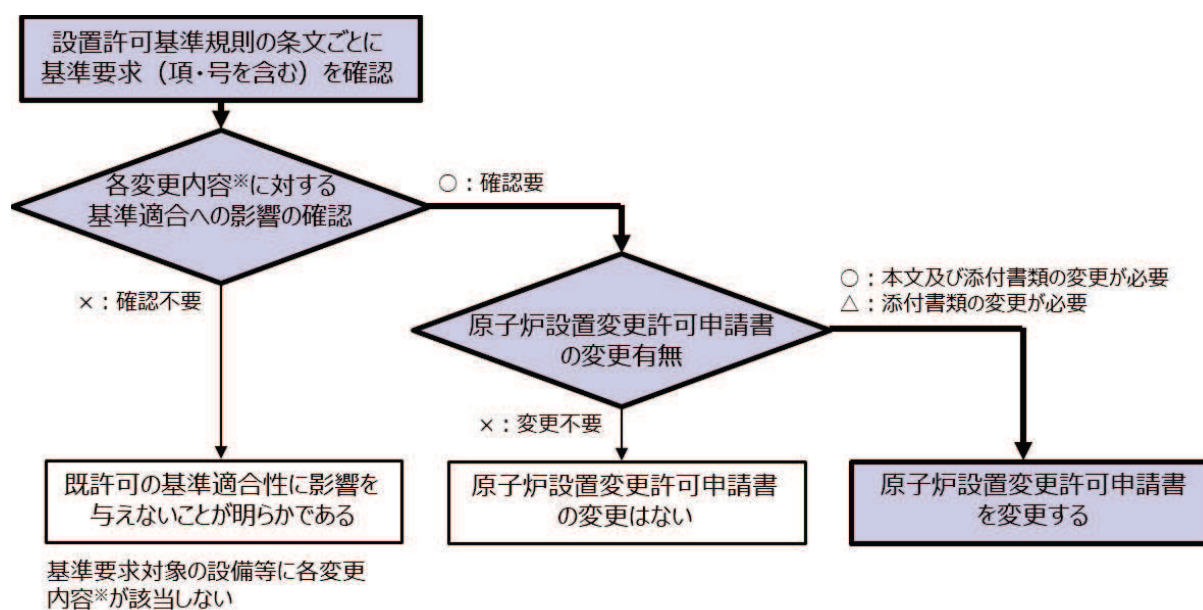 設置許可基準規則の条文ごとに
基準要求（項・号を含む）を確認
各変更内容※に対する
基準適合への影響の確認
○：確認要
×：確認不要
原子炉設置変更許可申請書
の変更有無
○：本文及び添付書類の変更が必要
△：添付書類の変更が必要
×：変更不要
既許可の基準適合性に影響を
与えないことが明らかである
原子炉設置変更許可申請書
の変更はない
原子炉設置変更許可申請書
を変更する
基準要求対象の設備等に各変更
内容※が該当しない